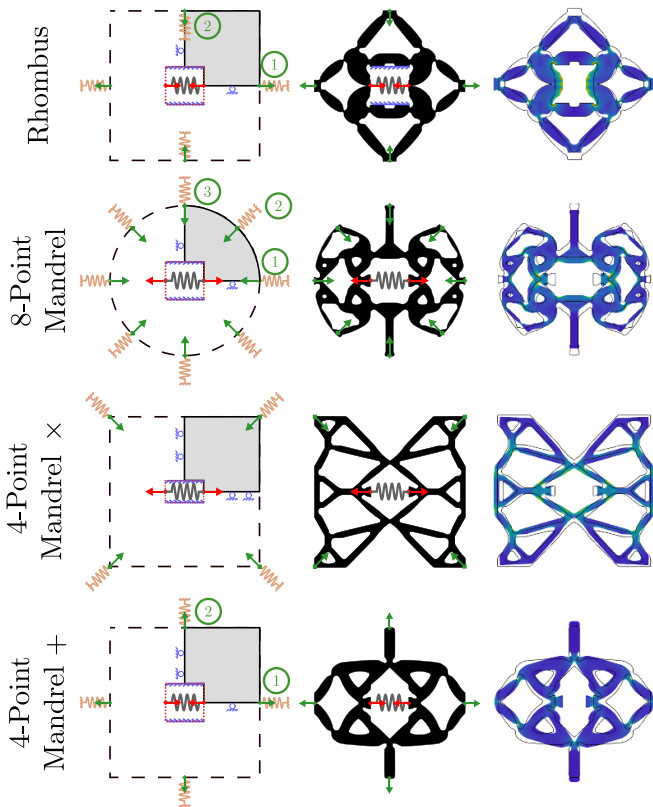 Rhombus
2
1
8-Point
Mandrel
3
2
1
4-Point
Mandrel ×
4-Point
Mandrel +
2
1